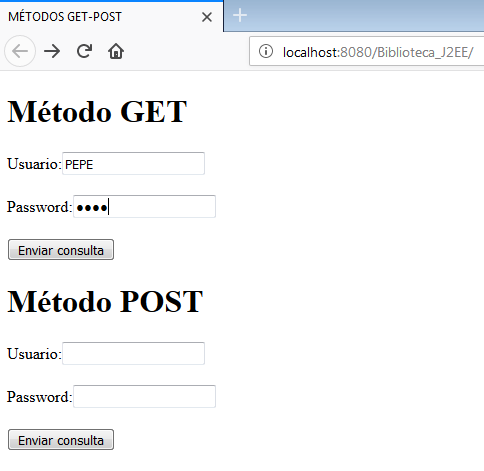 MÉTODOS GET-POST
localhost:8080/Biblioteca_J2EE/
Método GET
Usuario: PEPE
Password: ●●●●
Enviar consulta
Método POST
Usuario:
Password:
Enviar consulta